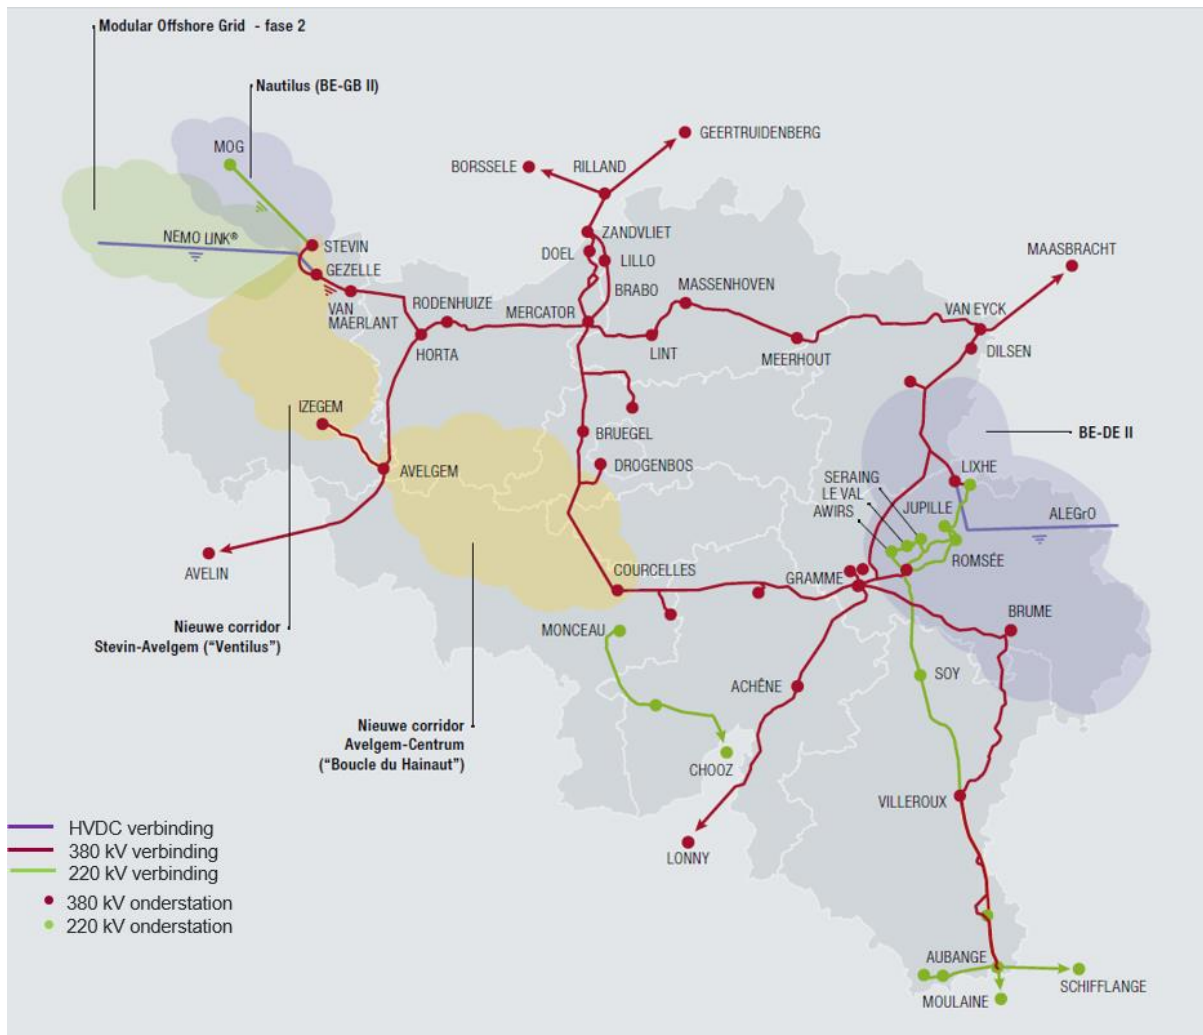 Modular Offshore Grid - fase 2
Nautilus (BE-GB II)
MOG
GEERTRUIDENBERG
BORSSELE
RILLAND
NEMO LINK®
STEVIN
ZANDVLIET
DOEL
LILLO
MAASBRACHT
GEZELLE
BRABO
MASSENHOVEN
VAN
MAERLANT
RODENHUIZE
MERCATOR
VAN EYCK
HORTA
LINT
MEERHOUT
DILSEN
IZEGEM
BRUEGEL
BE-DE II
AVELGEM
DROGENBOS
SERAING
LE VAL
AWIRS
LIXHE
JUPILLE
ALEGrO
AVELIN
COURCELLES
GRAMME
ROMSÉE
BRUME
Nieuwe corridor
Stevin-Avelgem (“Ventilus”)
MONCEAU
SOY
ACHÊNE
Nieuwe corridor
Avelgem-Centrum
(“Boucle du Hainaut”)
CHOOZ
VILLEROUX
LONNY
HVDC verbinding
380 kV verbinding
220 kV verbinding
380 kV onderstation
220 kV onderstation
AUBANGE
SCHIFFLANGE
MOULAINE